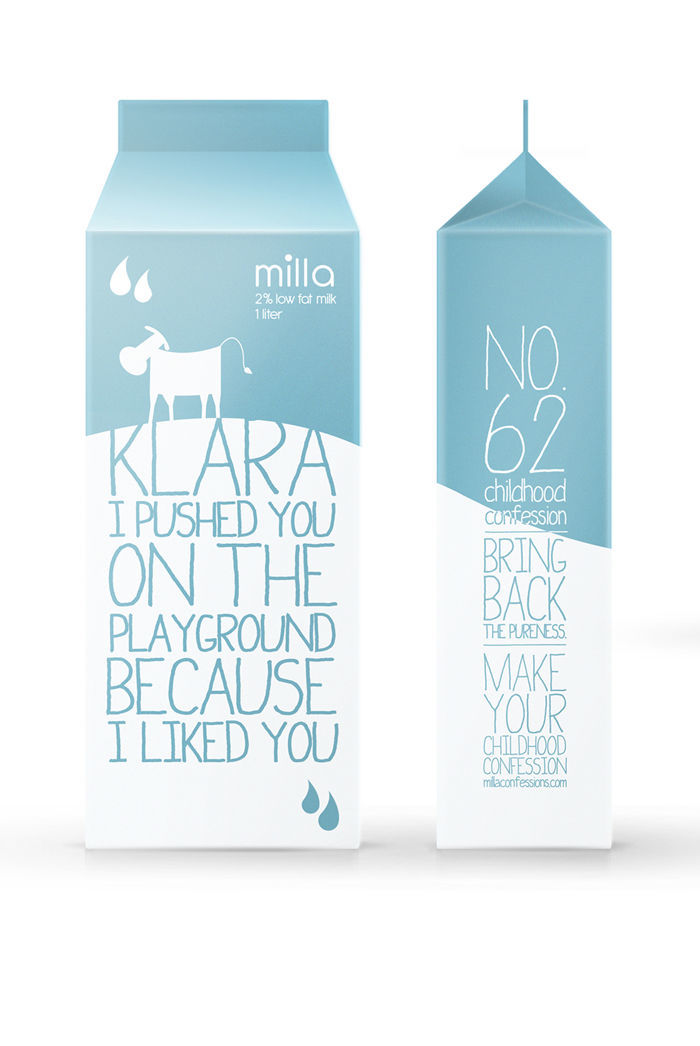 milla
2% low fat milk
1 liter
KLARA
I PUSHED YOU
ON THE
PLAYGROUND
BECAUSE
I LIKED YOU
NO.
62
childhood
confession
BRING
BACK
THE PURENESS.
MAKE
YOUR
CHILDHOOD
CONFESSION
millaconfessions.com